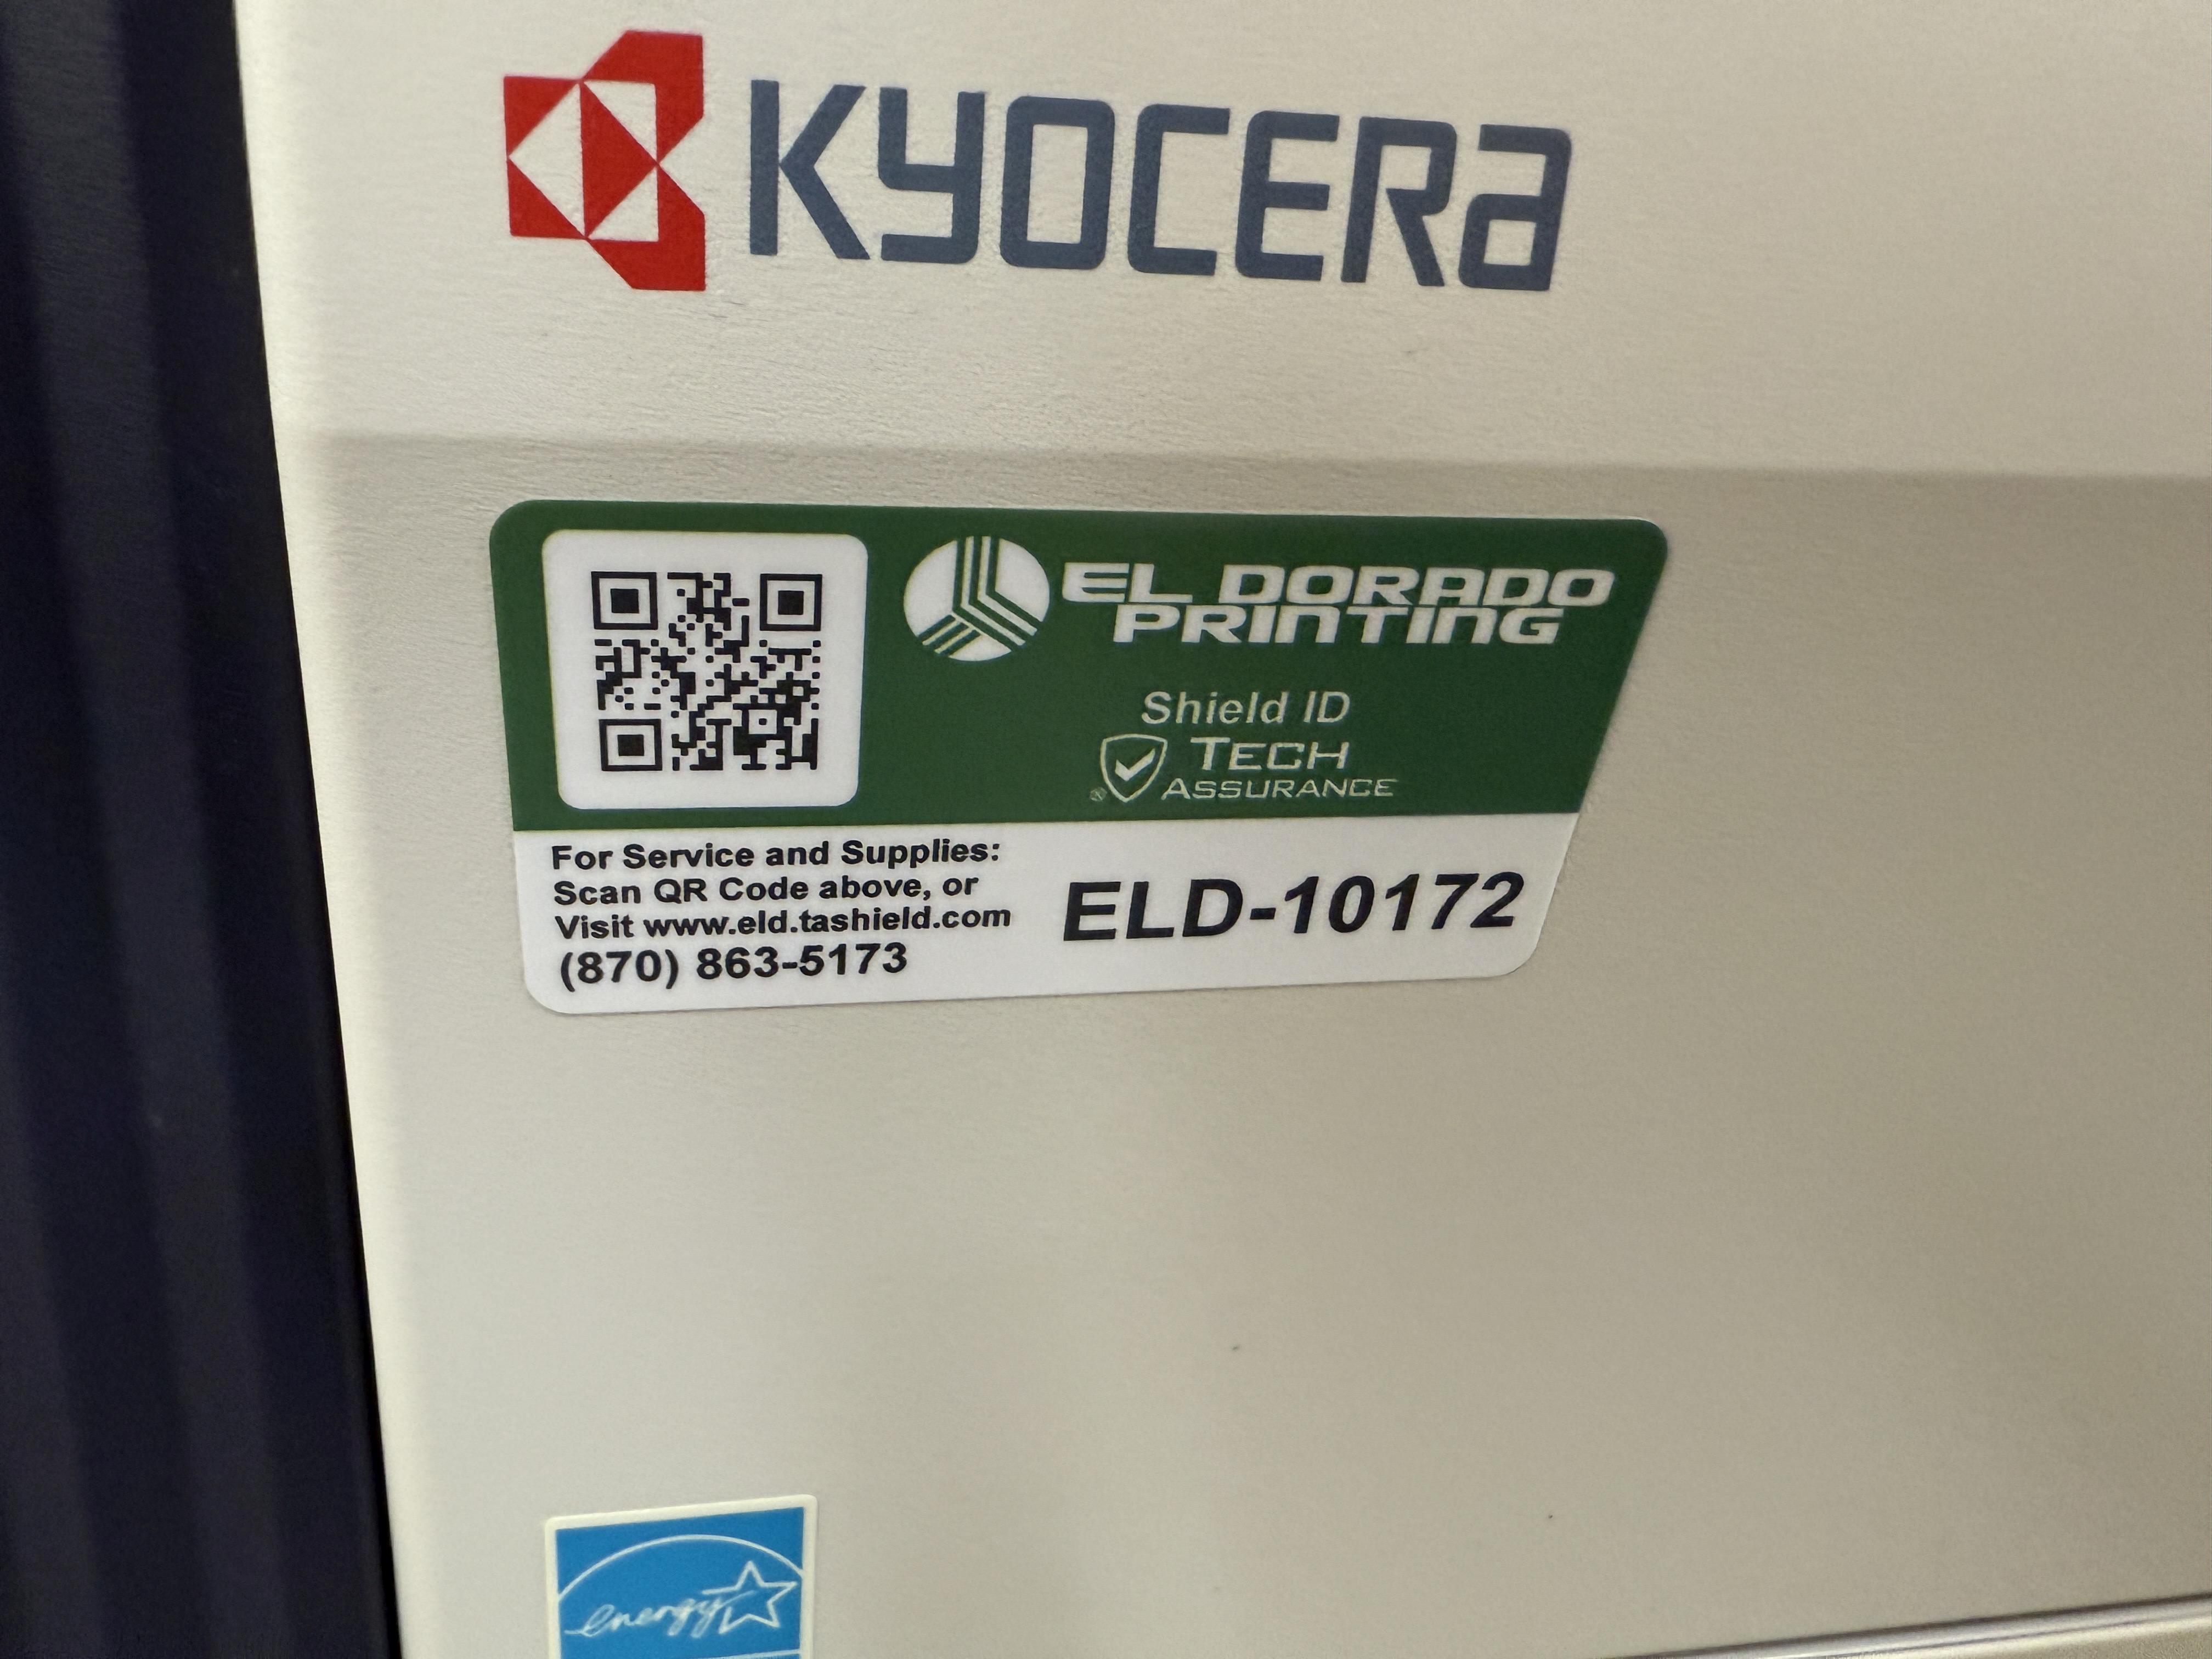 KYOCERA
EL DORADO
PRINTING
Shield ID
TECH
® ASSURANCE
For Service and Supplies:
Scan QR Code above, or
Visit www.eld.tashield.com
(870) 863-5173
ELD-10172
energy